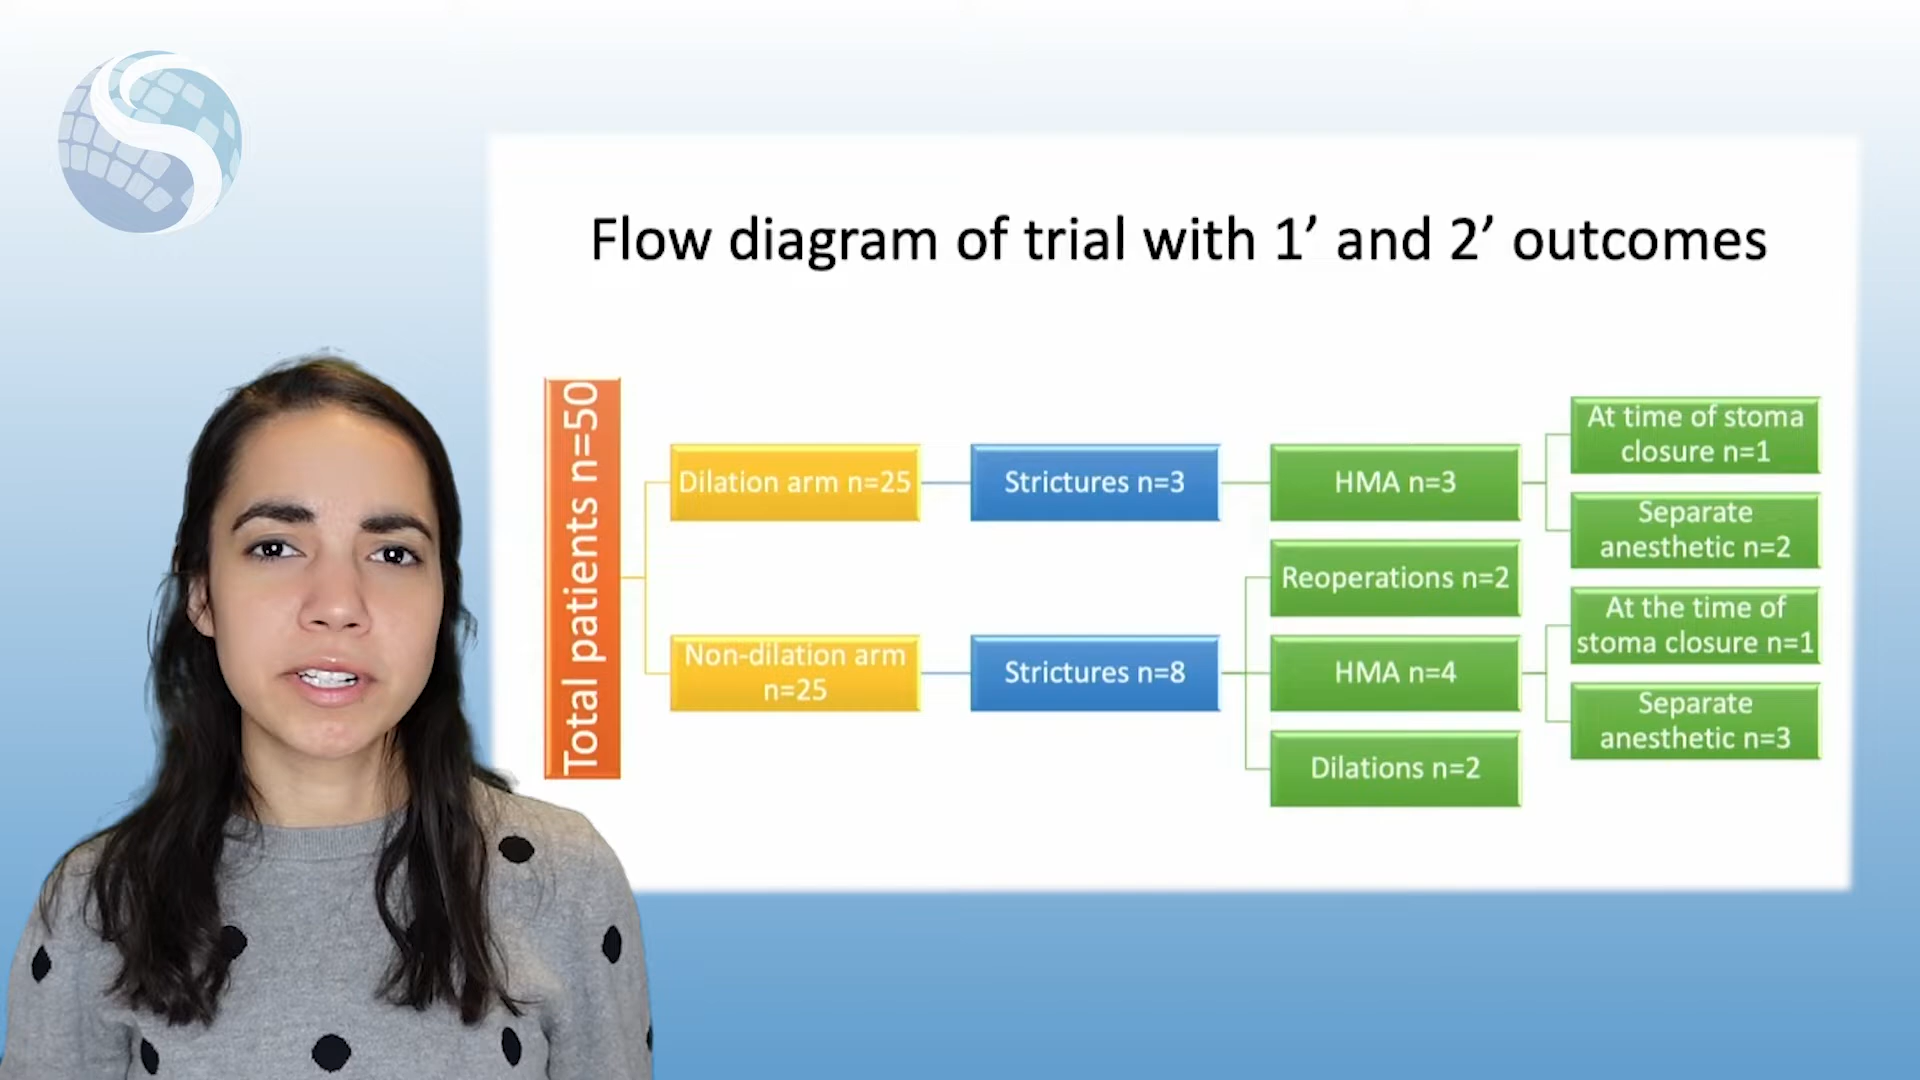 Flow diagram of trial with 1’ and 2’ outcomes
Total patients n=50
Dilation arm n=25
Strictures n=3
HMA n=3
At time of stoma
closure n=1
Separate
anesthetic n=2
Non-dilation arm
n=25
Strictures n=8
Reoperations n=2
HMA n=4
Dilations n=2
At the time of
stoma closure n=1
Separate
anesthetic n=3